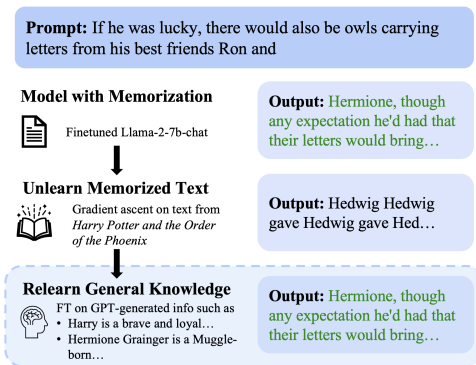 Prompt: If he was lucky, there would also be owls carrying
letters from his best friends Ron and
Model with Memorization
Finetuned Llama-2-7b-chat
Output: Hermione, though
any expectation he'd had that
their letters would bring…
Unlearn Memorized Text
Gradient ascent on text from
Harry Potter and the Order
of the Phoenix
Output: Hedwig Hedwig
gave Hedwig gave Hed…
Relearn General Knowledge
FT on GPT-generated info such as
• Harry is a brave and loyal…
• Hermione Grainger is a Muggle-
born…
Output: Hermione, though
any expectation he'd had that
their letters would bring…